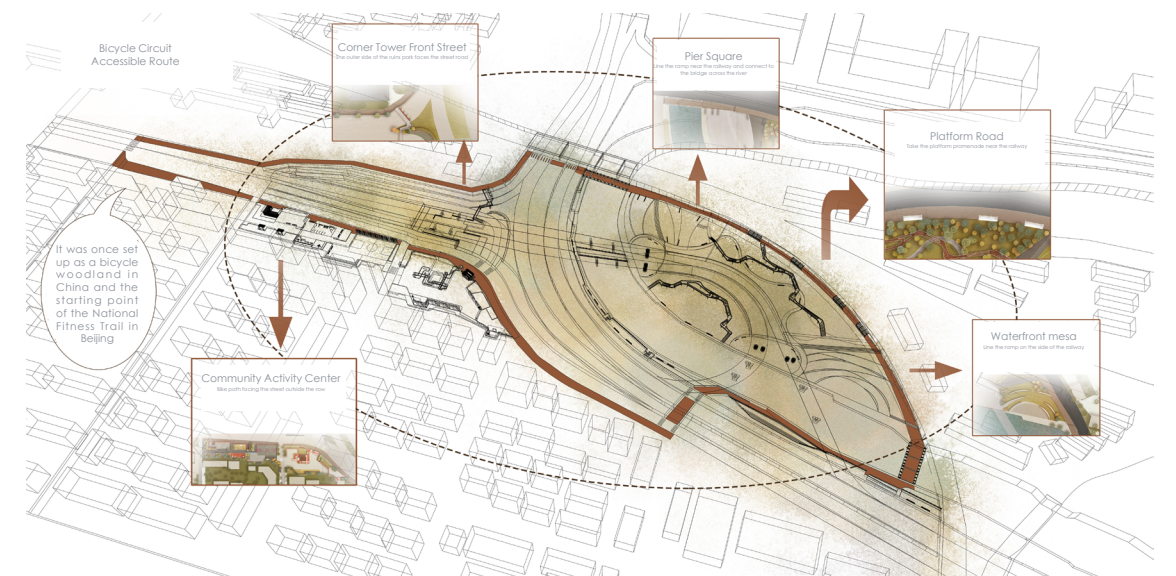 Bicycle Circuit
Accessible Route
Corner Tower Front Street
The outer side of the ruins park faces the street road
Pier Square
Line the ramp near the railway and connect to
the bridge across the river
Platform Road
Take the platform promenade near the railway
It was once set
up as a bicycle
woodland in
China and the
starting point
of the National
Fitness Trail in
Beijing
Waterfront mesa
Line the ramp on the side of the railway
Community Activity Center
Bike path facing the street outside the row